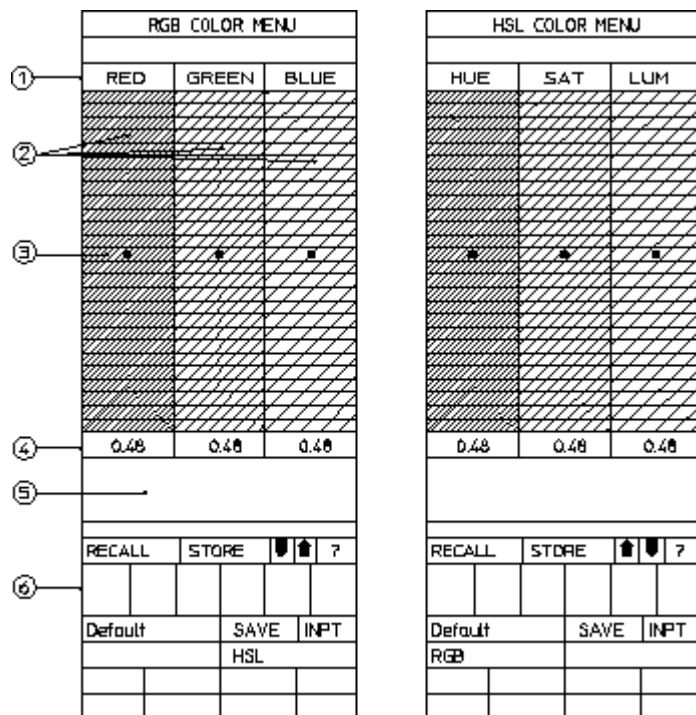 RGB COLOR MENU
RED GREEN BLUE
0.48 0.48 0.48
RECALL STORE ?
Default SAVE INPT
HSL
HSL COLOR MENU
HUE SAT LUM
0.48 0.48 0.48
RECALL STORE ?
Default SAVE INPT
RGB
1
2
3
4
5
6